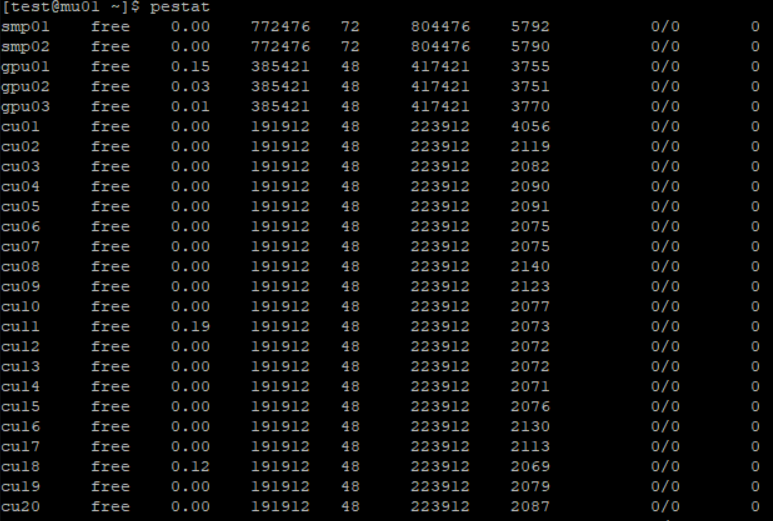 [test@mu01 ~]$ pestat
smp01 free 0.00 772476 72 804476 5792 0/0 0
smp02 free 0.00 772476 72 804476 5790 0/0 0
gpu01 free 0.15 385421 48 417421 3755 0/0 0
gpu02 free 0.03 385421 48 417421 3751 0/0 0
gpu03 free 0.01 385421 48 417421 3770 0/0 0
cu01 free 0.00 191912 48 223912 4056 0/0 0
cu02 free 0.00 191912 48 223912 2119 0/0 0
cu03 free 0.00 191912 48 223912 2082 0/0 0
cu04 free 0.00 191912 48 223912 2090 0/0 0
cu05 free 0.00 191912 48 223912 2091 0/0 0
cu06 free 0.00 191912 48 223912 2075 0/0 0
cu07 free 0.00 191912 48 223912 2075 0/0 0
cu08 free 0.00 191912 48 223912 2140 0/0 0
cu09 free 0.00 191912 48 223912 2123 0/0 0
cu10 free 0.00 191912 48 223912 2077 0/0 0
cu11 free 0.19 191912 48 223912 2073 0/0 0
cu12 free 0.00 191912 48 223912 2072 0/0 0
cu13 free 0.00 191912 48 223912 2072 0/0 0
cu14 free 0.00 191912 48 223912 2071 0/0 0
cu15 free 0.00 191912 48 223912 2076 0/0 0
cu16 free 0.00 191912 48 223912 2130 0/0 0
cu17 free 0.00 191912 48 223912 2113 0/0 0
cu18 free 0.12 191912 48 223912 2069 0/0 0
cu19 free 0.00 191912 48 223912 2079 0/0 0
cu20 free 0.00 191912 48 223912 2087 0/0 0